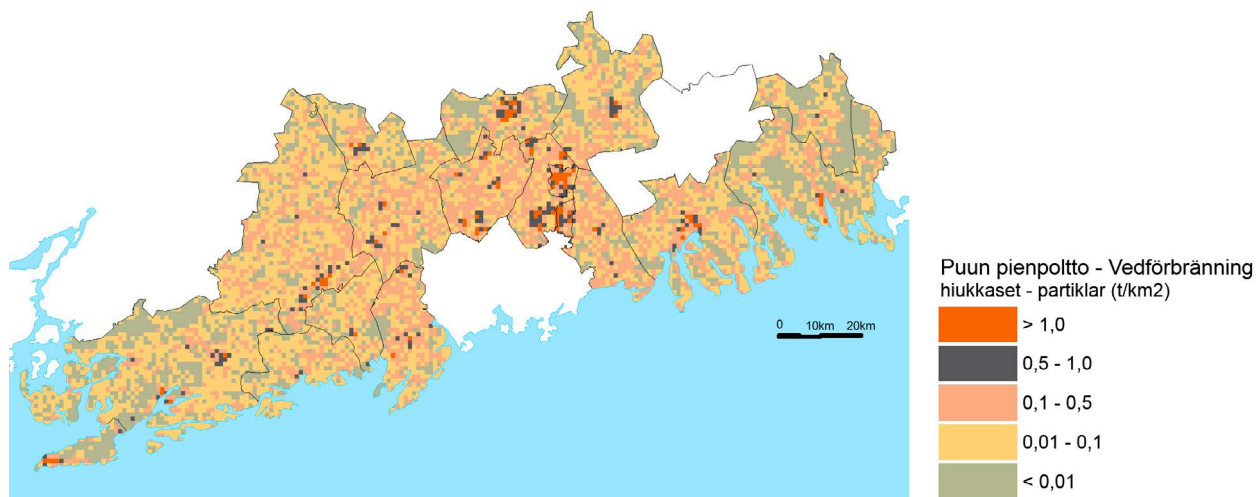 0 10km 20km
Puun pienpoltto - Vedförbränning
hiukkaset - partiklar (t/km2)
> 1,0
0,5 - 1,0
0,1 - 0,5
0,01 - 0,1
< 0,01